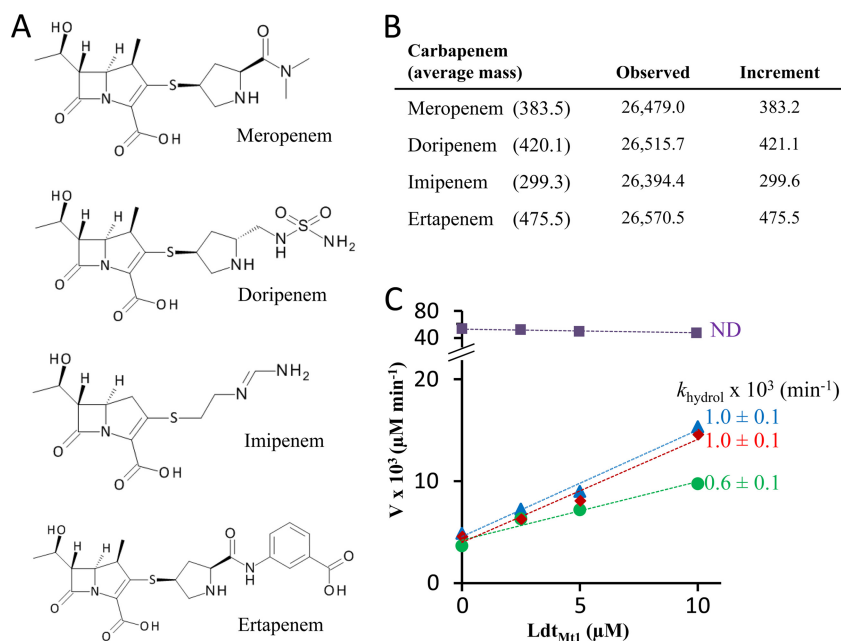 A
HO
H
H
O
N
S
NH
O
N
O
OH
Meropenem
HO
H
H
O
N
S
NH
N
H
O
O
S
NH₂
O
OH
Doripenem
HO
H
H
O
N
S
N
NH₂
O
OH
Imipenem
HO
H
H
O
N
S
NH
O
N
H
O
OH
O
OH
Ertapenem
B
Carbapenem
(average mass) Observed Increment
Meropenem (383.5) 26,479.0 383.2
Doripenem (420.1) 26,515.7 421.1
Imipenem (299.3) 26,394.4 299.6
Ertapenem (475.5) 26,570.5 475.5
C
80
40
20
10
0
V x 10³ (µM min⁻¹)
ND
k_hydrol x 10³ (min⁻¹)
1.0 ± 0.1
1.0 ± 0.1
0.6 ± 0.1
0 5 10
Ldt_Mt1 (µM)